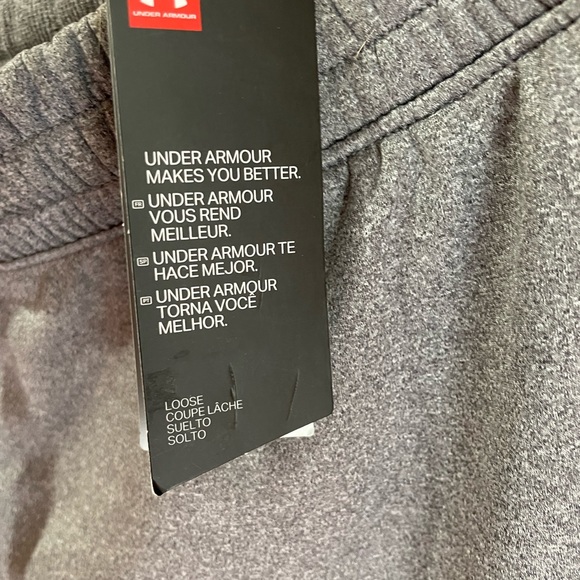 UNDER ARMOUR
UNDER ARMOUR
MAKES YOU BETTER.
FR UNDER ARMOUR
VOUS REND
MEILLEUR.
SP UNDER ARMOUR TE
HACE MEJOR.
PT UNDER ARMOUR
TORNA VOCÊ
MELHOR.
LOOSE
COUPE LÂCHE
SUELTO
SOLTO